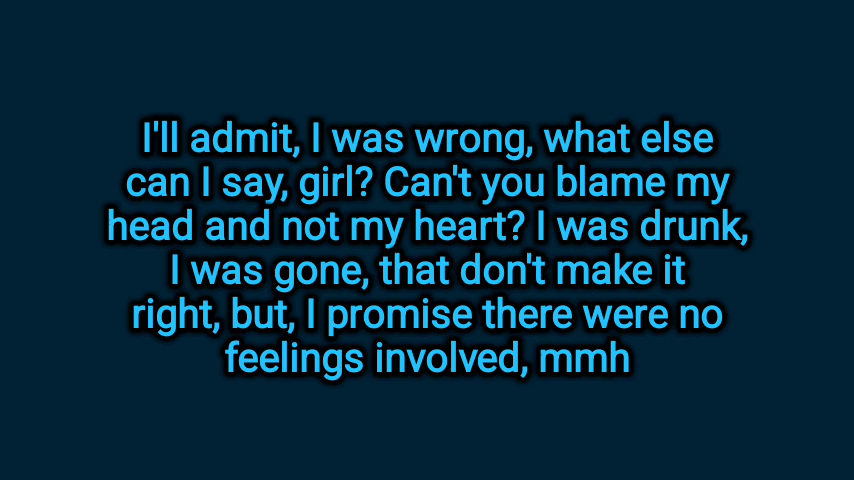 I'll admit, I was wrong, what else
can I say, girl? Can't you blame my
head and not my heart? I was drunk,
I was gone, that don't make it
right, but, I promise there were no
feelings involved, mmh